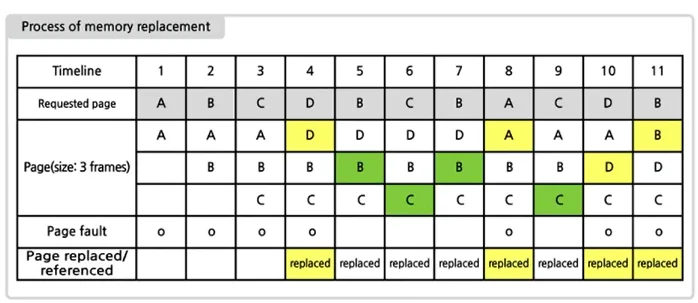 Process of memory replacement
Timeline 1 2 3 4 5 6 7 8 9 10 11
Requested page A B C D B C B A C D B
A A A D D D D A A A B
Page(size: 3 frames) B B B B B B B B D D
C C C C C C C C C
Page fault o o o o o o o
Page replaced/
referenced replaced replaced replaced replaced replaced replaced replaced replaced